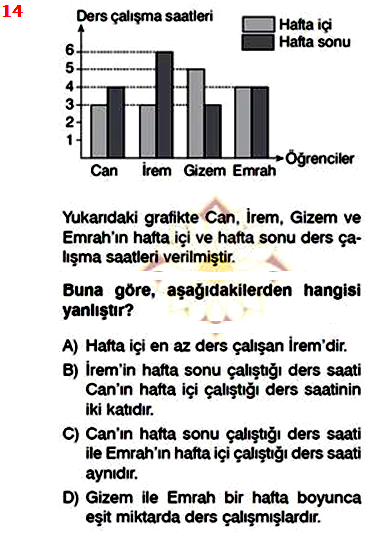 14
Ders çalışma saatleri
Hafta içi
Hafta sonu
6
5
4
3
2
1
Öğrenciler
Can İrem Gizem Emrah
Yukarıdaki grafikte Can, İrem, Gizem ve
Emrah'ın hafta içi ve hafta sonu ders ça-
lışma saatleri verilmiştir.
Buna göre, aşağıdakilerden hangisi
yanlıştır?
A) Hafta içi en az ders çalışan İrem'dir.
B) İrem'in hafta sonu çalıştığı ders saati
Can'ın hafta içi çalıştığı ders saatinin
iki katıdır.
C) Can'ın hafta sonu çalıştığı ders saati
ile Emrah'ın hafta içi çalıştığı ders saati
aynıdır.
D) Gizem ile Emrah bir hafta boyunca
eşit miktarda ders çalışmışlardır.